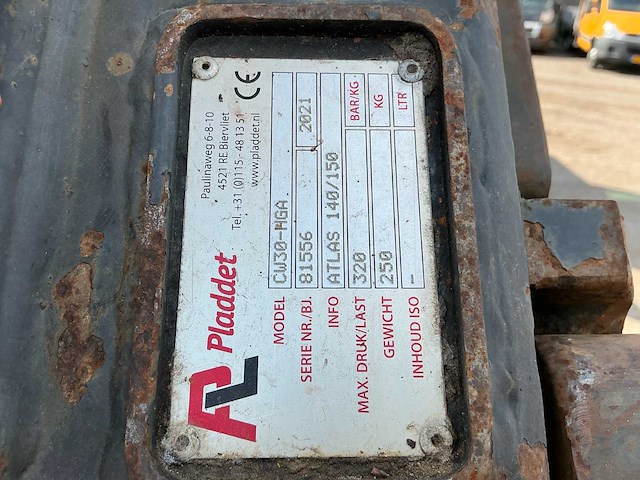 Pladdet
Paulinaweg 6-8-10
4521 RE Biervliet
Tel. +31 (0)115 - 48 13 51
www.pladdet.nl
CE
MODEL CW30-HGA
SERIE NR./BJ. 81556 2021
INFO ATLAS 140/150
MAX. DRUK/LAST 320 BAR/KG
GEWICHT 250 KG
INHOUD ISO - LTR